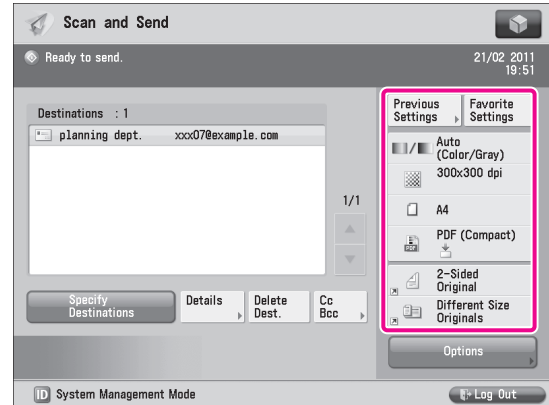 Scan and Send
Ready to send.
21/02 2011
19:51
Destinations : 1
planning dept. xxx07@example.com
1/1
Specify
Destinations
Details
Delete
Dest.
Cc
Bcc
Previous
Settings
Favorite
Settings
Auto
(Color/Gray)
300x300 dpi
A4
PDF (Compact)
2-Sided
Original
Different Size
Originals
Options
ID System Management Mode
Log Out